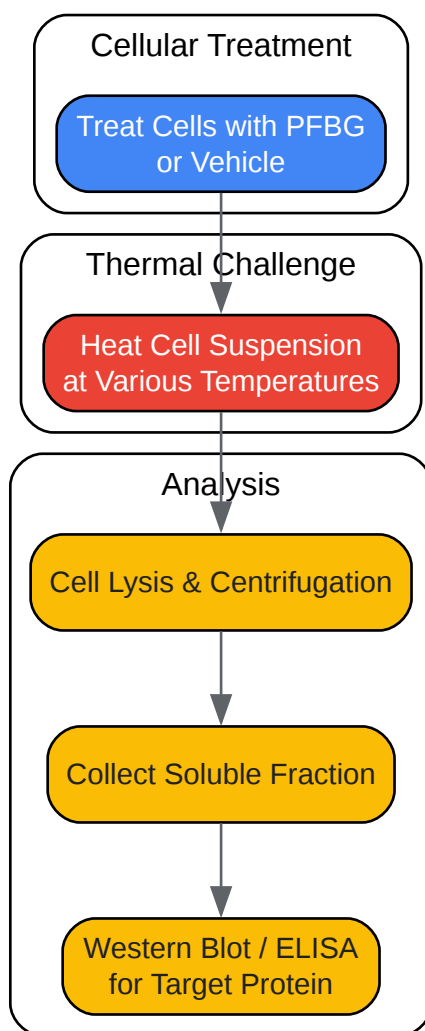 Cellular Treatment
Treat Cells with PFBG
or Vehicle
Thermal Challenge
Heat Cell Suspension
at Various Temperatures
Analysis
Cell Lysis & Centrifugation
Collect Soluble Fraction
Western Blot / ELISA
for Target Protein